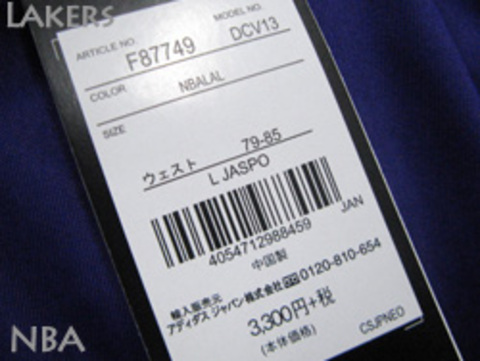 LAKERS
ARTICLE NO. F87749
MODEL NO. DCV13
COLOR NBALAL
SIZE
ウェスト 79-85
L JASPO
4054712988459 JAN
中国製
輸入販売元
アディダス ジャパン株式会社 0120-810-654
3,300円+税
(本体価格)
CSJPNEO
NBA